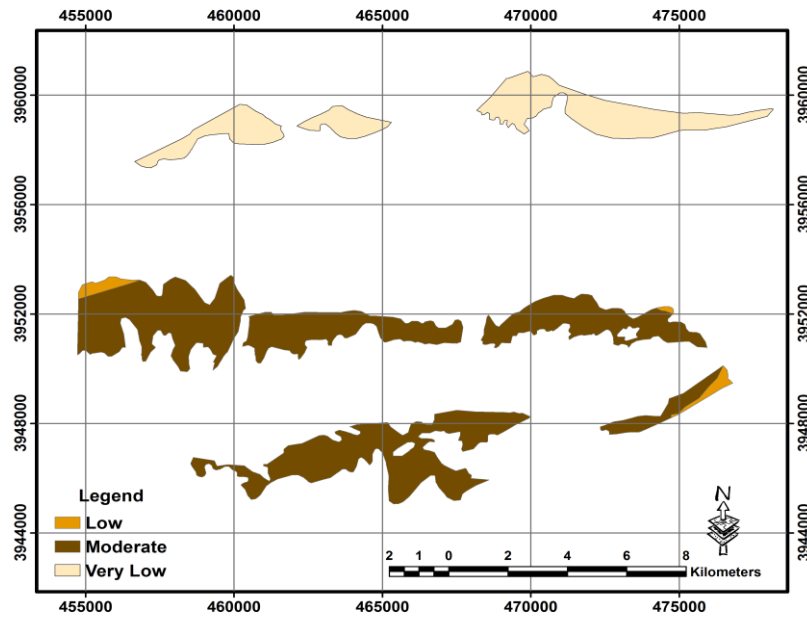 455000 460000 465000 470000 475000
3960000 3960000
3956000 3956000
3952000 3952000
3948000 3948000
3944000 3944000
Legend
Low
Moderate
Very Low
N
2 1 0 2 4 6 8
Kilometers
455000 460000 465000 470000 475000